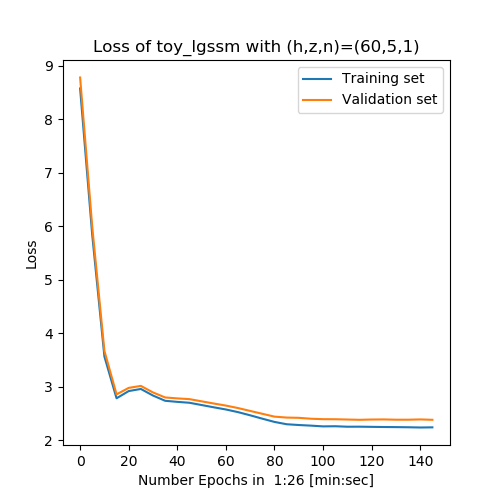 Loss of toy_lgssm with (h,z,n)=(60,5,1)
Training set
Validation set
Loss
9
8
7
6
5
4
3
2
0 20 40 60 80 100 120 140
Number Epochs in  1:26 [min:sec]